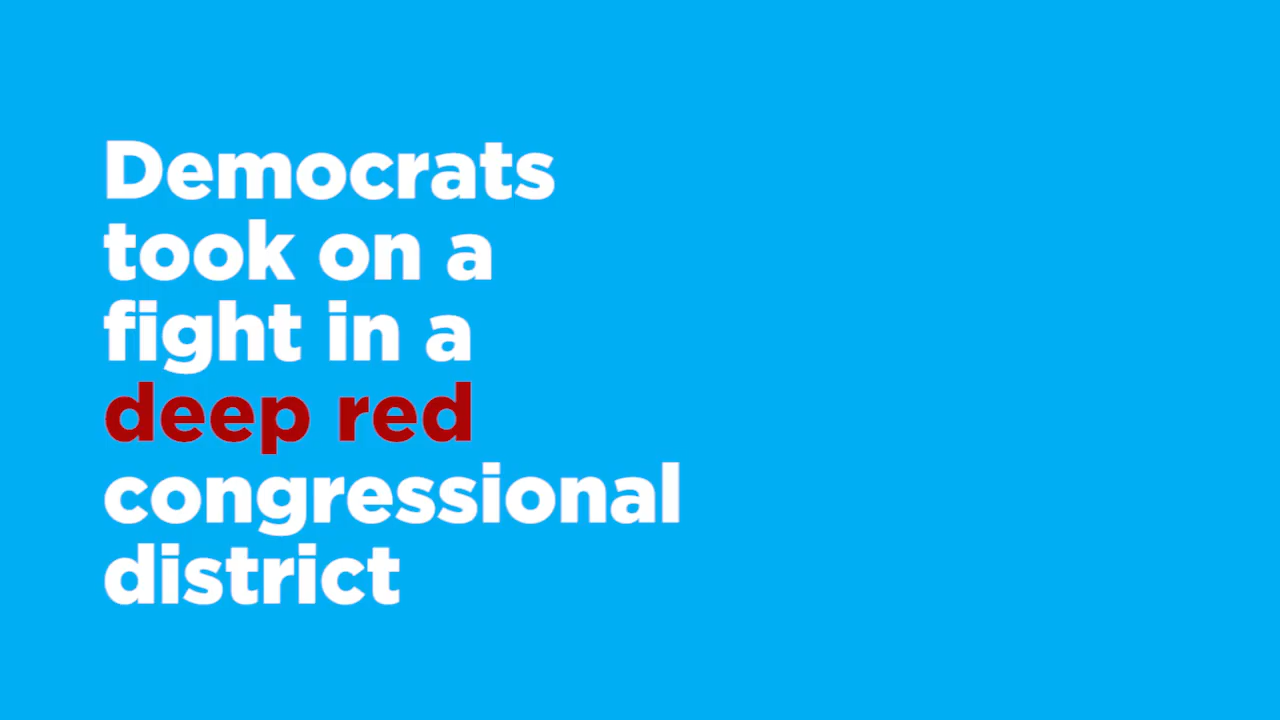 Democrats
took on a
fight in a
deep red
congressional
district